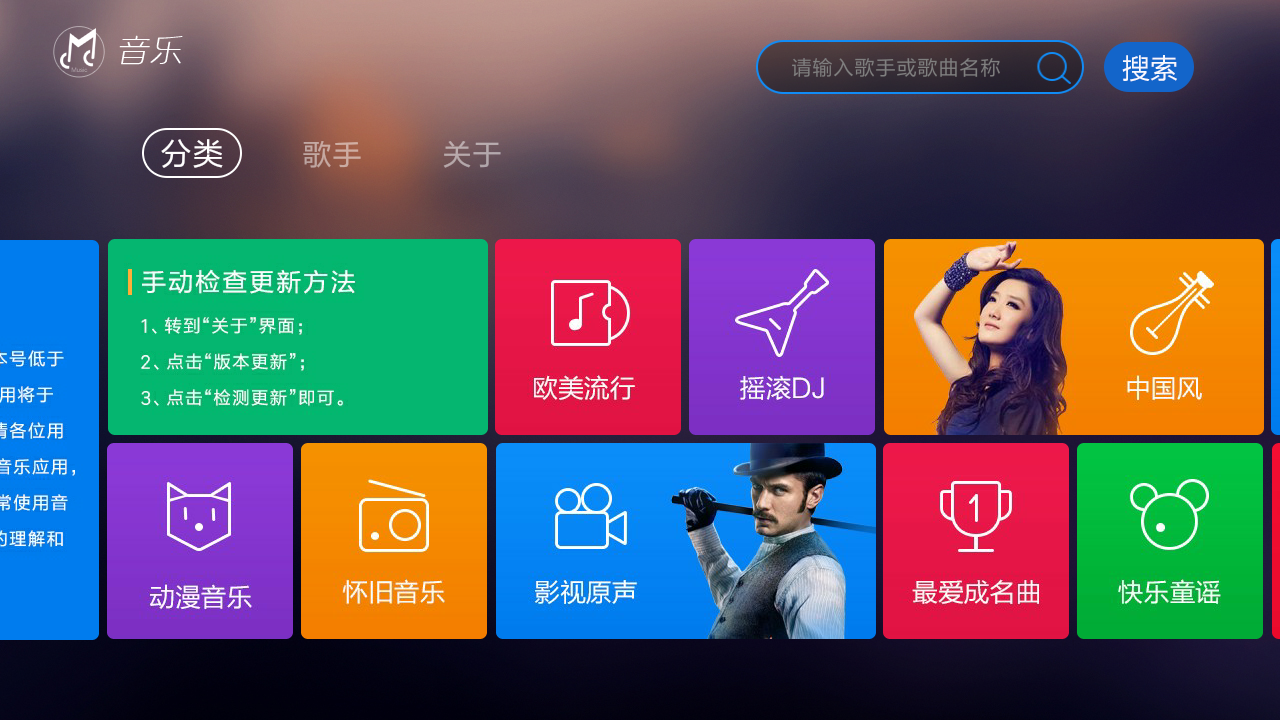 Music
音乐
请输入歌手或歌曲名称
搜索
分类
歌手
关于
本号低于
用将于
请各位用
音乐应用，
常使用音
的理解和
手动检查更新方法
1、转到“关于”界面；
2、点击“版本更新”；
3、点击“检测更新”即可。
欧美流行
摇滚DJ
中国风
动漫音乐
怀旧音乐
影视原声
1
最爱成名曲
快乐童谣